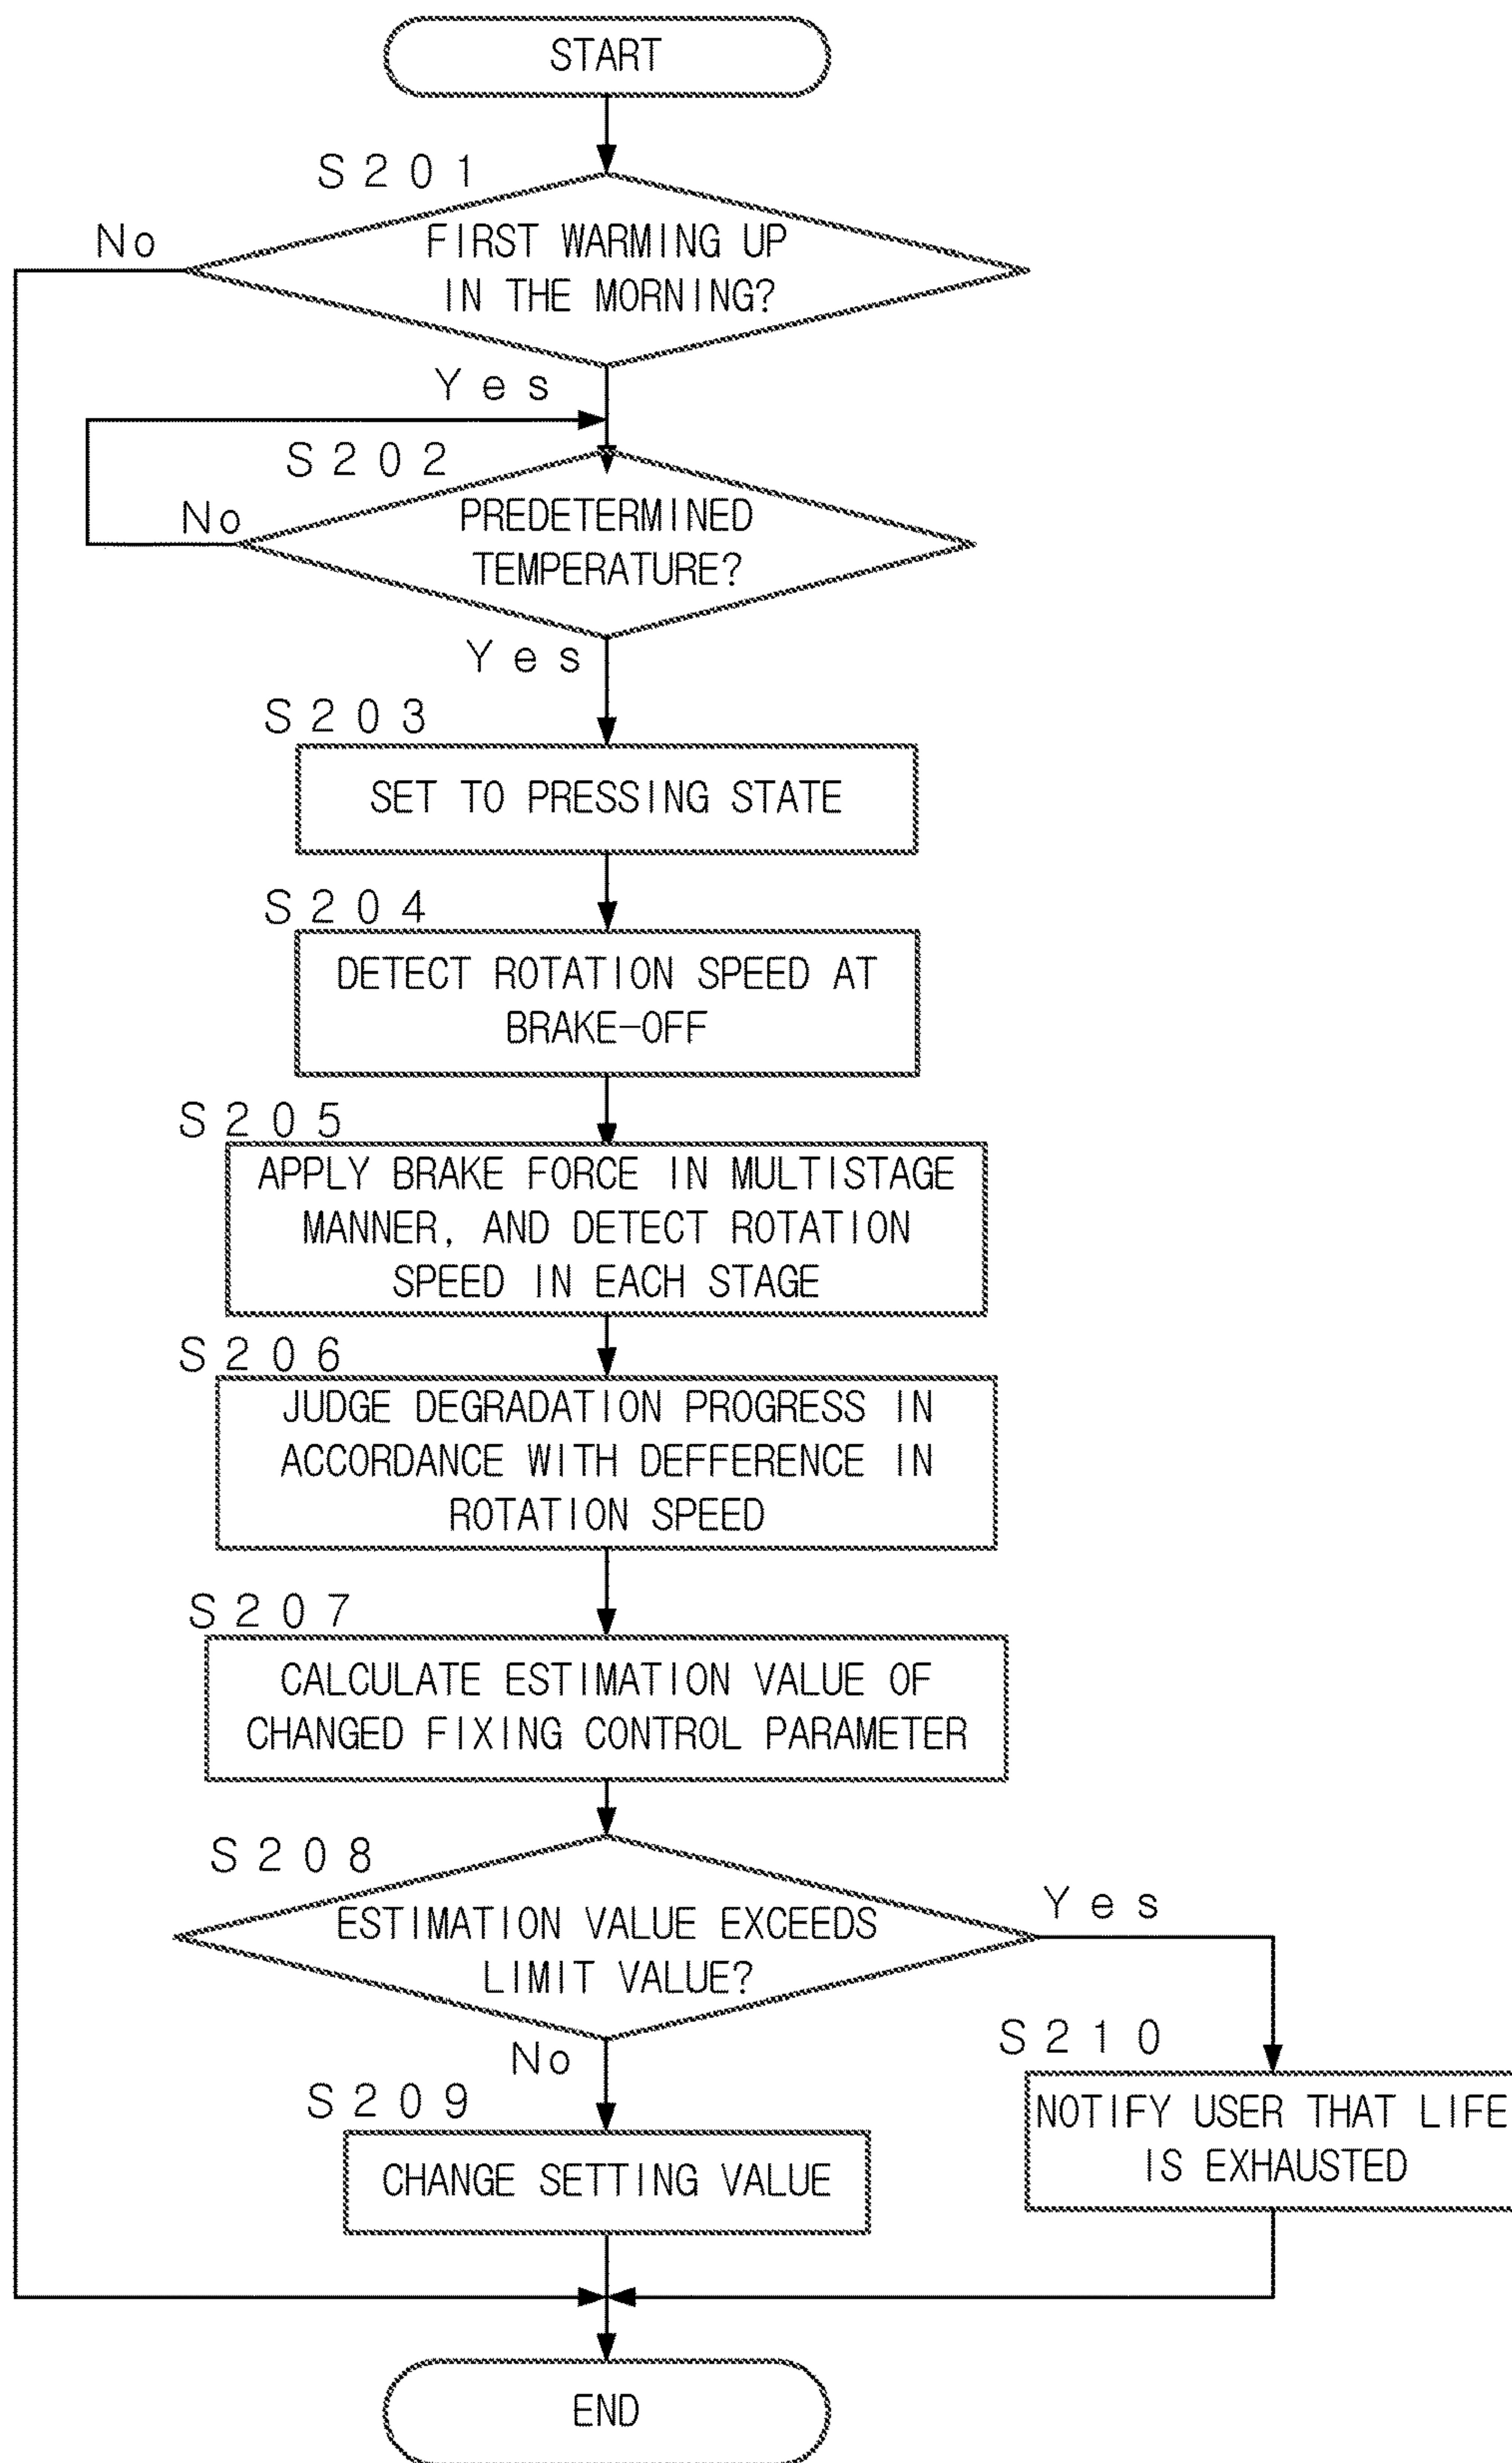 START
S201
No
FIRST WARMING UP
IN THE MORNING?
Yes
S202
No
PREDETERMINED
TEMPERATURE?
Yes
S203
SET TO PRESSING STATE
S204
DETECT ROTATION SPEED AT
BRAKE-OFF
S205
APPLY BRAKE FORCE IN MULTISTAGE
MANNER, AND DETECT ROTATION
SPEED IN EACH STAGE
S206
JUDGE DEGRADATION PROGRESS IN
ACCORDANCE WITH DEFFERENCE IN
ROTATION SPEED
S207
CALCULATE ESTIMATION VALUE OF
CHANGED FIXING CONTROL PARAMETER
S208
ESTIMATION VALUE EXCEEDS
LIMIT VALUE?
Yes
No
S210
NOTIFY USER THAT LIFE
IS EXHAUSTED
S209
CHANGE SETTING VALUE
END